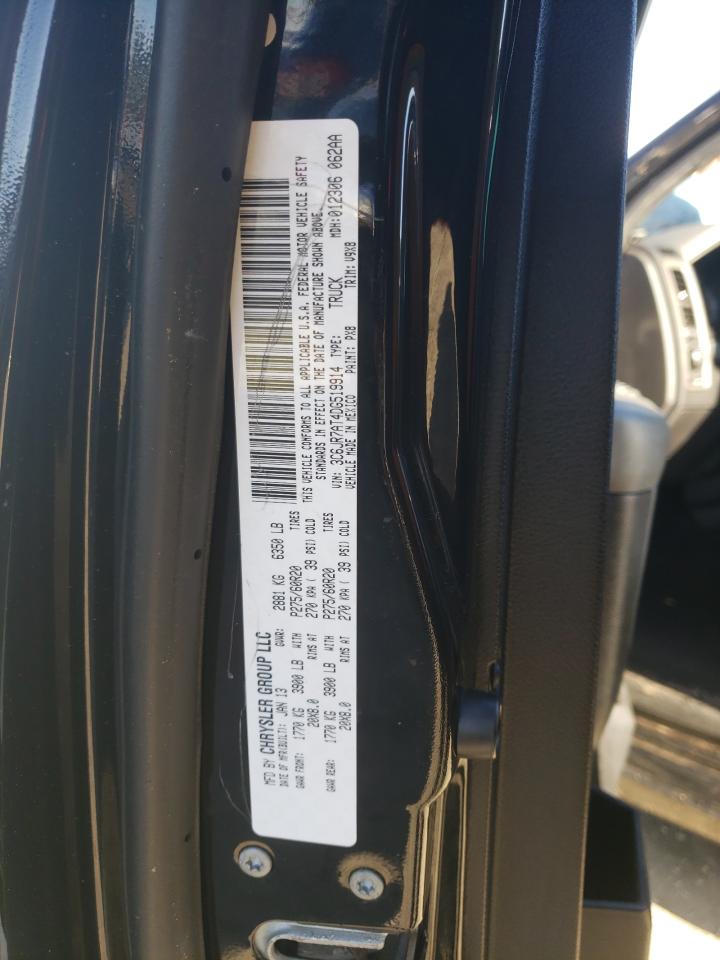 MFD BY CHRYSLER GROUP LLC
DATE OF MFR(BUILT): JAN 13 GVWR: 2881 KG 6350 LB
GAWR FRONT: 1770 KG 3900 LB WITH P275/60R20 TIRES
20X8.0 RIMS AT 270 KPA ( 39 PSI) COLD
GAWR REAR: 1770 KG 3900 LB WITH P275/60R20 TIRES
20X8.0 RIMS AT 270 KPA ( 39 PSI) COLD
THIS VEHICLE CONFORMS TO ALL APPLICABLE U.S.A. FEDERAL MOTOR VEHICLE SAFETY
STANDARDS IN EFFECT ON THE DATE OF MANUFACTURE SHOWN ABOVE.
VIN: 3C6JR7AT4DG519914 TYPE: TRUCK MDH:012306 062AA
VEHICLE MADE IN MEXICO PAINT: PX8 TRIM: V9X8